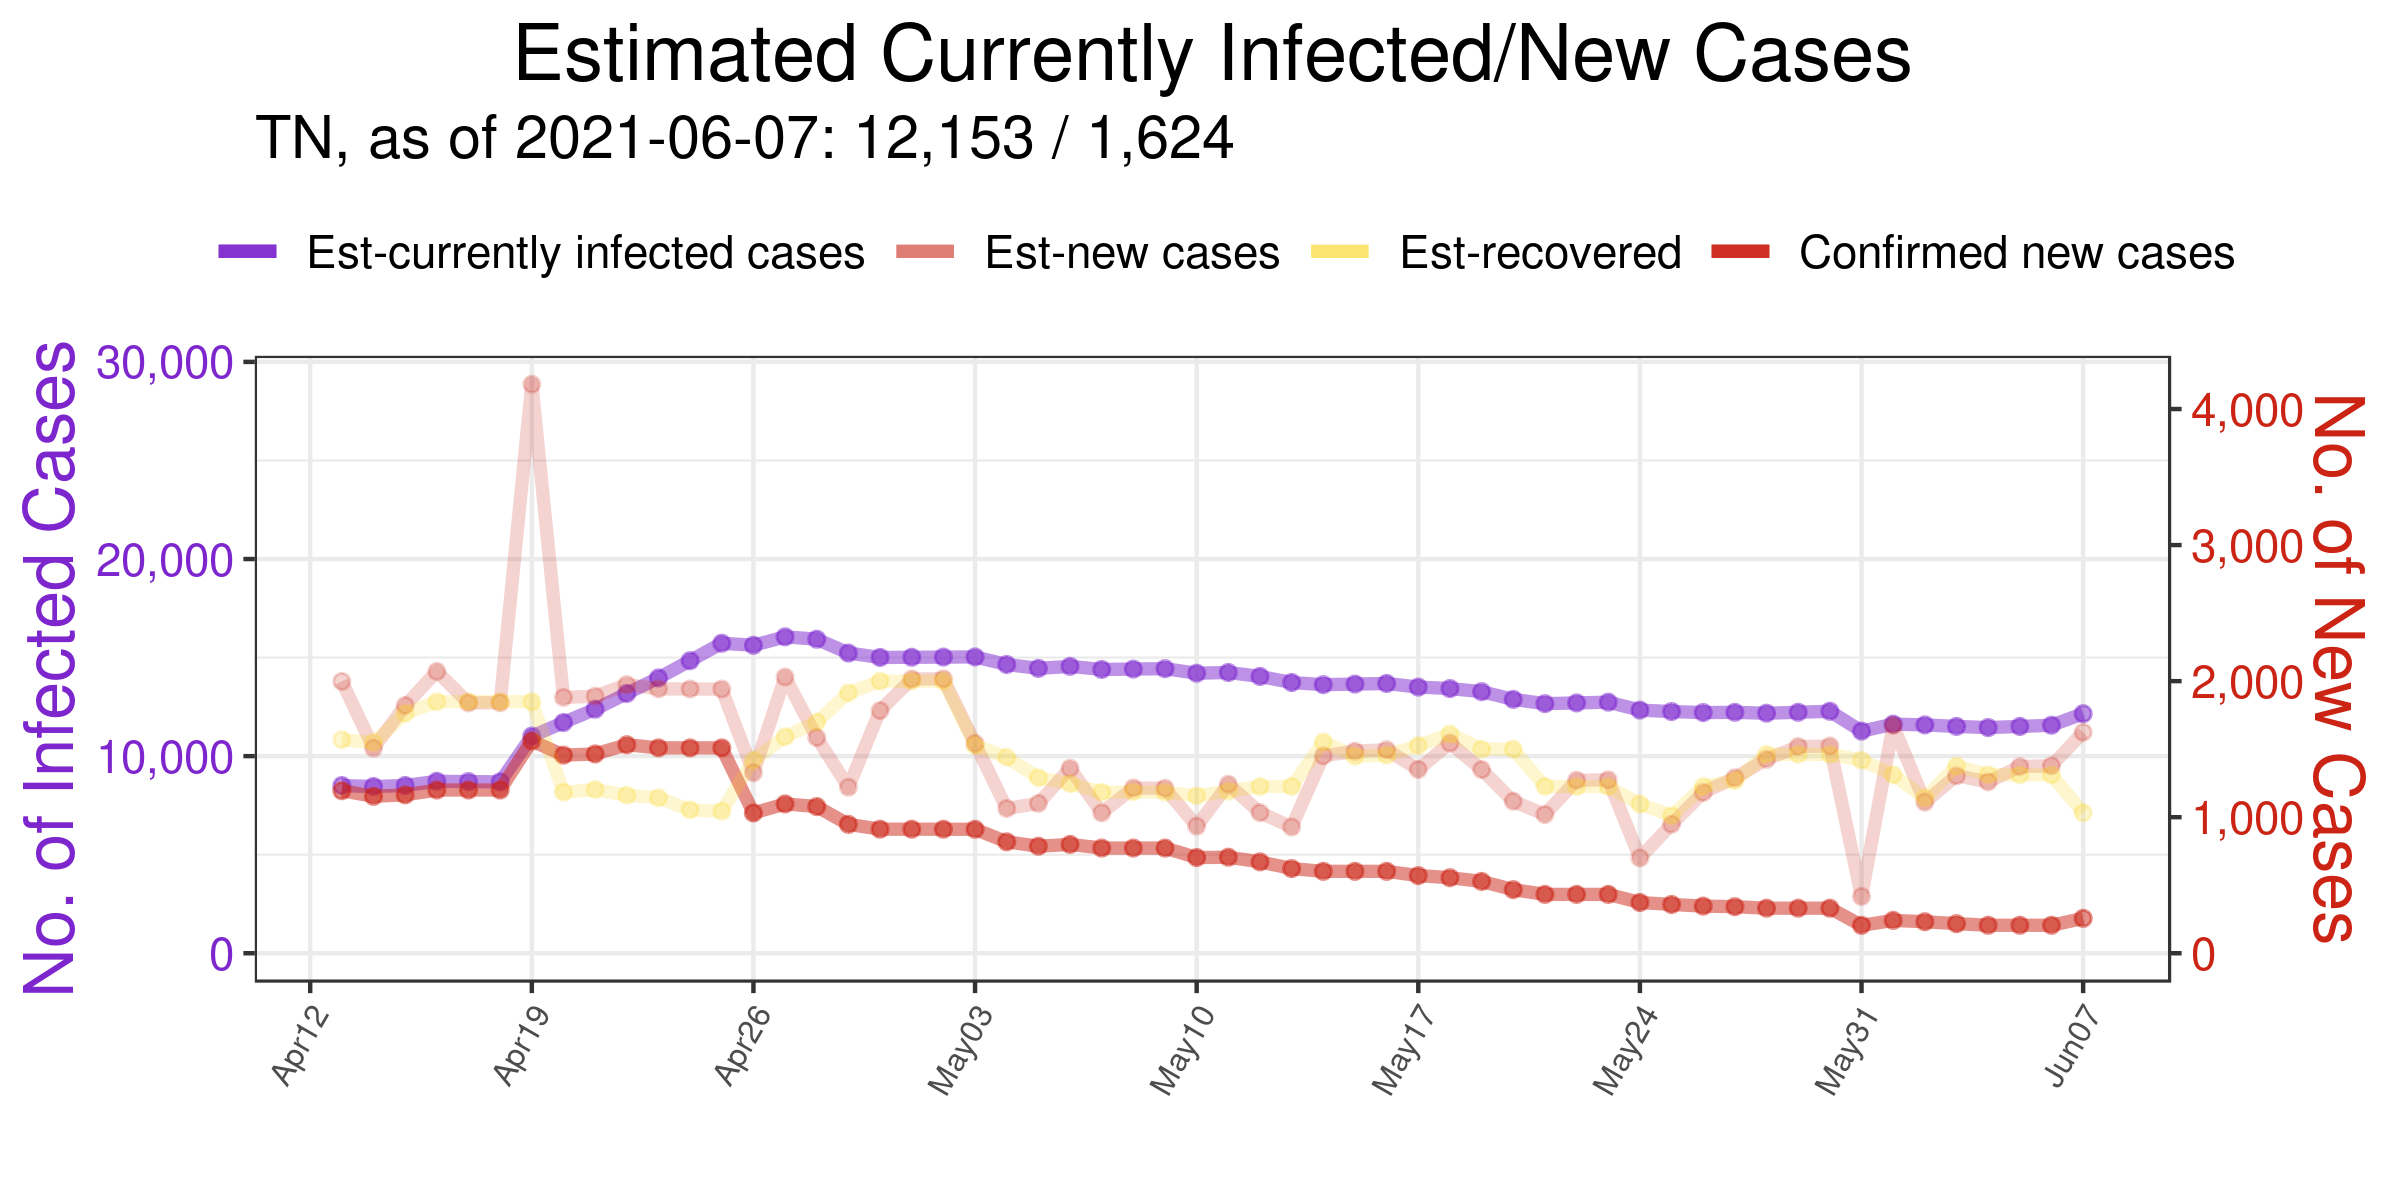 Estimated Currently Infected/New Cases
TN, as of 2021-06-07: 12,153 / 1,624
Est-currently infected cases Est-new cases Est-recovered Confirmed new cases
No. of Infected Cases
30,000
20,000
10,000
0
4,000
3,000
2,000
1,000
0
No. of New Cases
Apr12 Apr19 Apr26 May03 May10 May17 May24 May31 Jun07